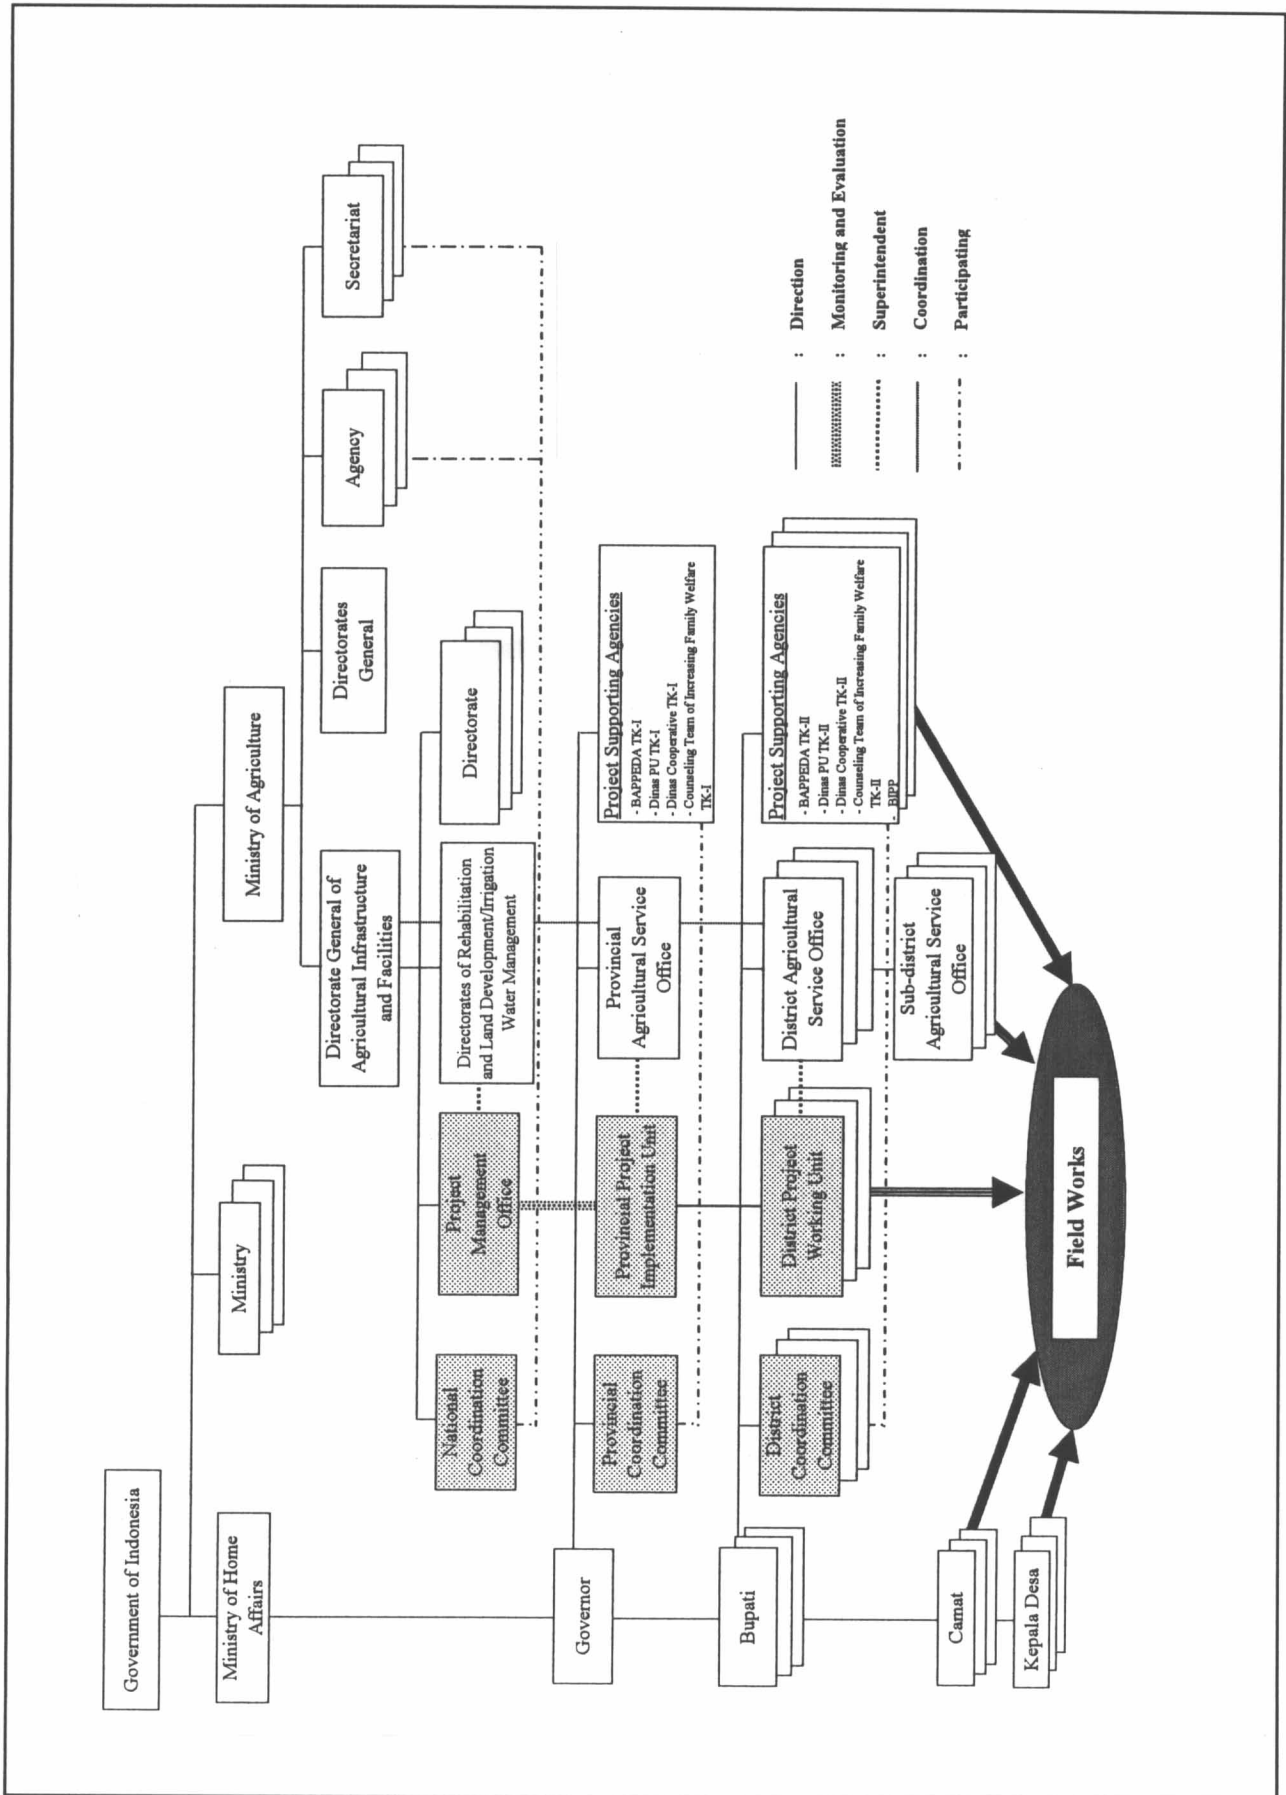 Government of Indonesia
Ministry of Home
Affairs
Ministry
Ministry of Agriculture
Directorate General of
Agricultural Infrastructure
and Facilities
Directorates
General
Agency
Secretariat
National
Coordination
Committee
Project
Management
Office
Directorates of Rehabilitation
and Land Development/Irrigation
Water Management
Directorate
Governor
Provincial
Coordination
Committee
Provincial Project
Implementation Unit
Provincial
Agricultural Service
Office
Project Supporting Agencies
- BAPPEDA TK-I
- Dinas PU TK-I
- Dinas Cooperative TK-I
- Counseling Team of Increasing Family Welfare
TK-I
Bupati
District
Coordination
Committee
District Project
Working Unit
District Agricultural
Service Office
Project Supporting Agencies
- BAPPEDA TK-II
- Dinas PU TK-II
- Dinas Cooperative TK-II
- Counseling Team of Increasing Family Welfare
TK-II
- BIPP
Sub-district
Agricultural Service
Office
Camat
Kepala Desa
Field Works
: Direction
: Monitoring and Evaluation
: Superintendent
: Coordination
: Participating